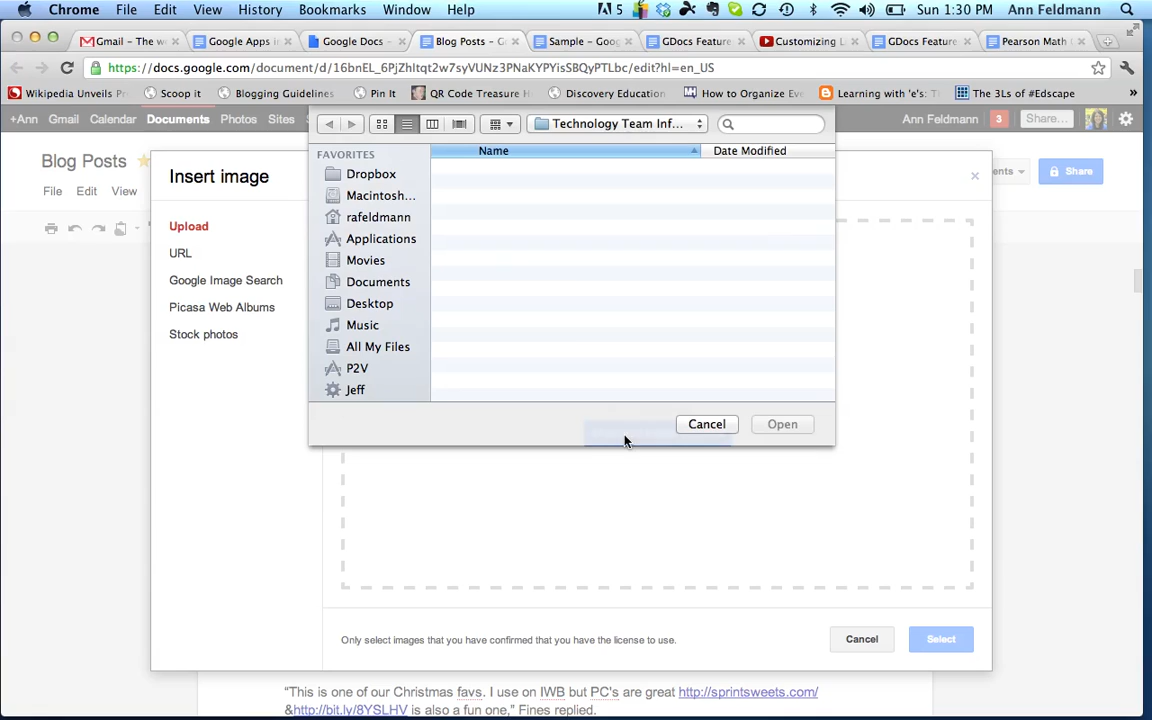 Chrome File Edit View History Bookmarks Window Help 5 Sun 1:30 PM Ann Feldmann
Gmail – The w Google Apps in Google Docs – Blog Posts – G Sample – Goog GDocs Feature Customizing L GDocs Feature Pearson Math
https://docs.google.com/document/d/16bnEL_6PjZhItqt2w7syVUNz3PNaKYPYisSBQyPTLbc/edit?hl=en_US
Wikipedia Unveils Scoop it Blogging Guidelines Pin It QR Code Treasure H Discovery Education How to Organize Eve Learning with 'e's: The 3Ls of #Edscape »
+Ann Gmail Calendar Documents Photos Sites Ann Feldmann 3 Share...
Technology Team Inf...
Blog Posts
Insert image
FAVORITES Name Date Modified
ents Share
File Edit View
Dropbox
Macintosh...
rafeldmann
Applications
Movies
Documents
Desktop
Music
All My Files
P2V
Jeff
Upload
URL
Google Image Search
Picasa Web Albums
Stock photos
Cancel Open
Only select images that you have confirmed that you have the license to use.
Cancel Select
"This is one of our Christmas favs. I use on IWB but PC's are great http://sprintsweets.com/
&http://bit.ly/8YSLHV is also a fun one," Fines replied.